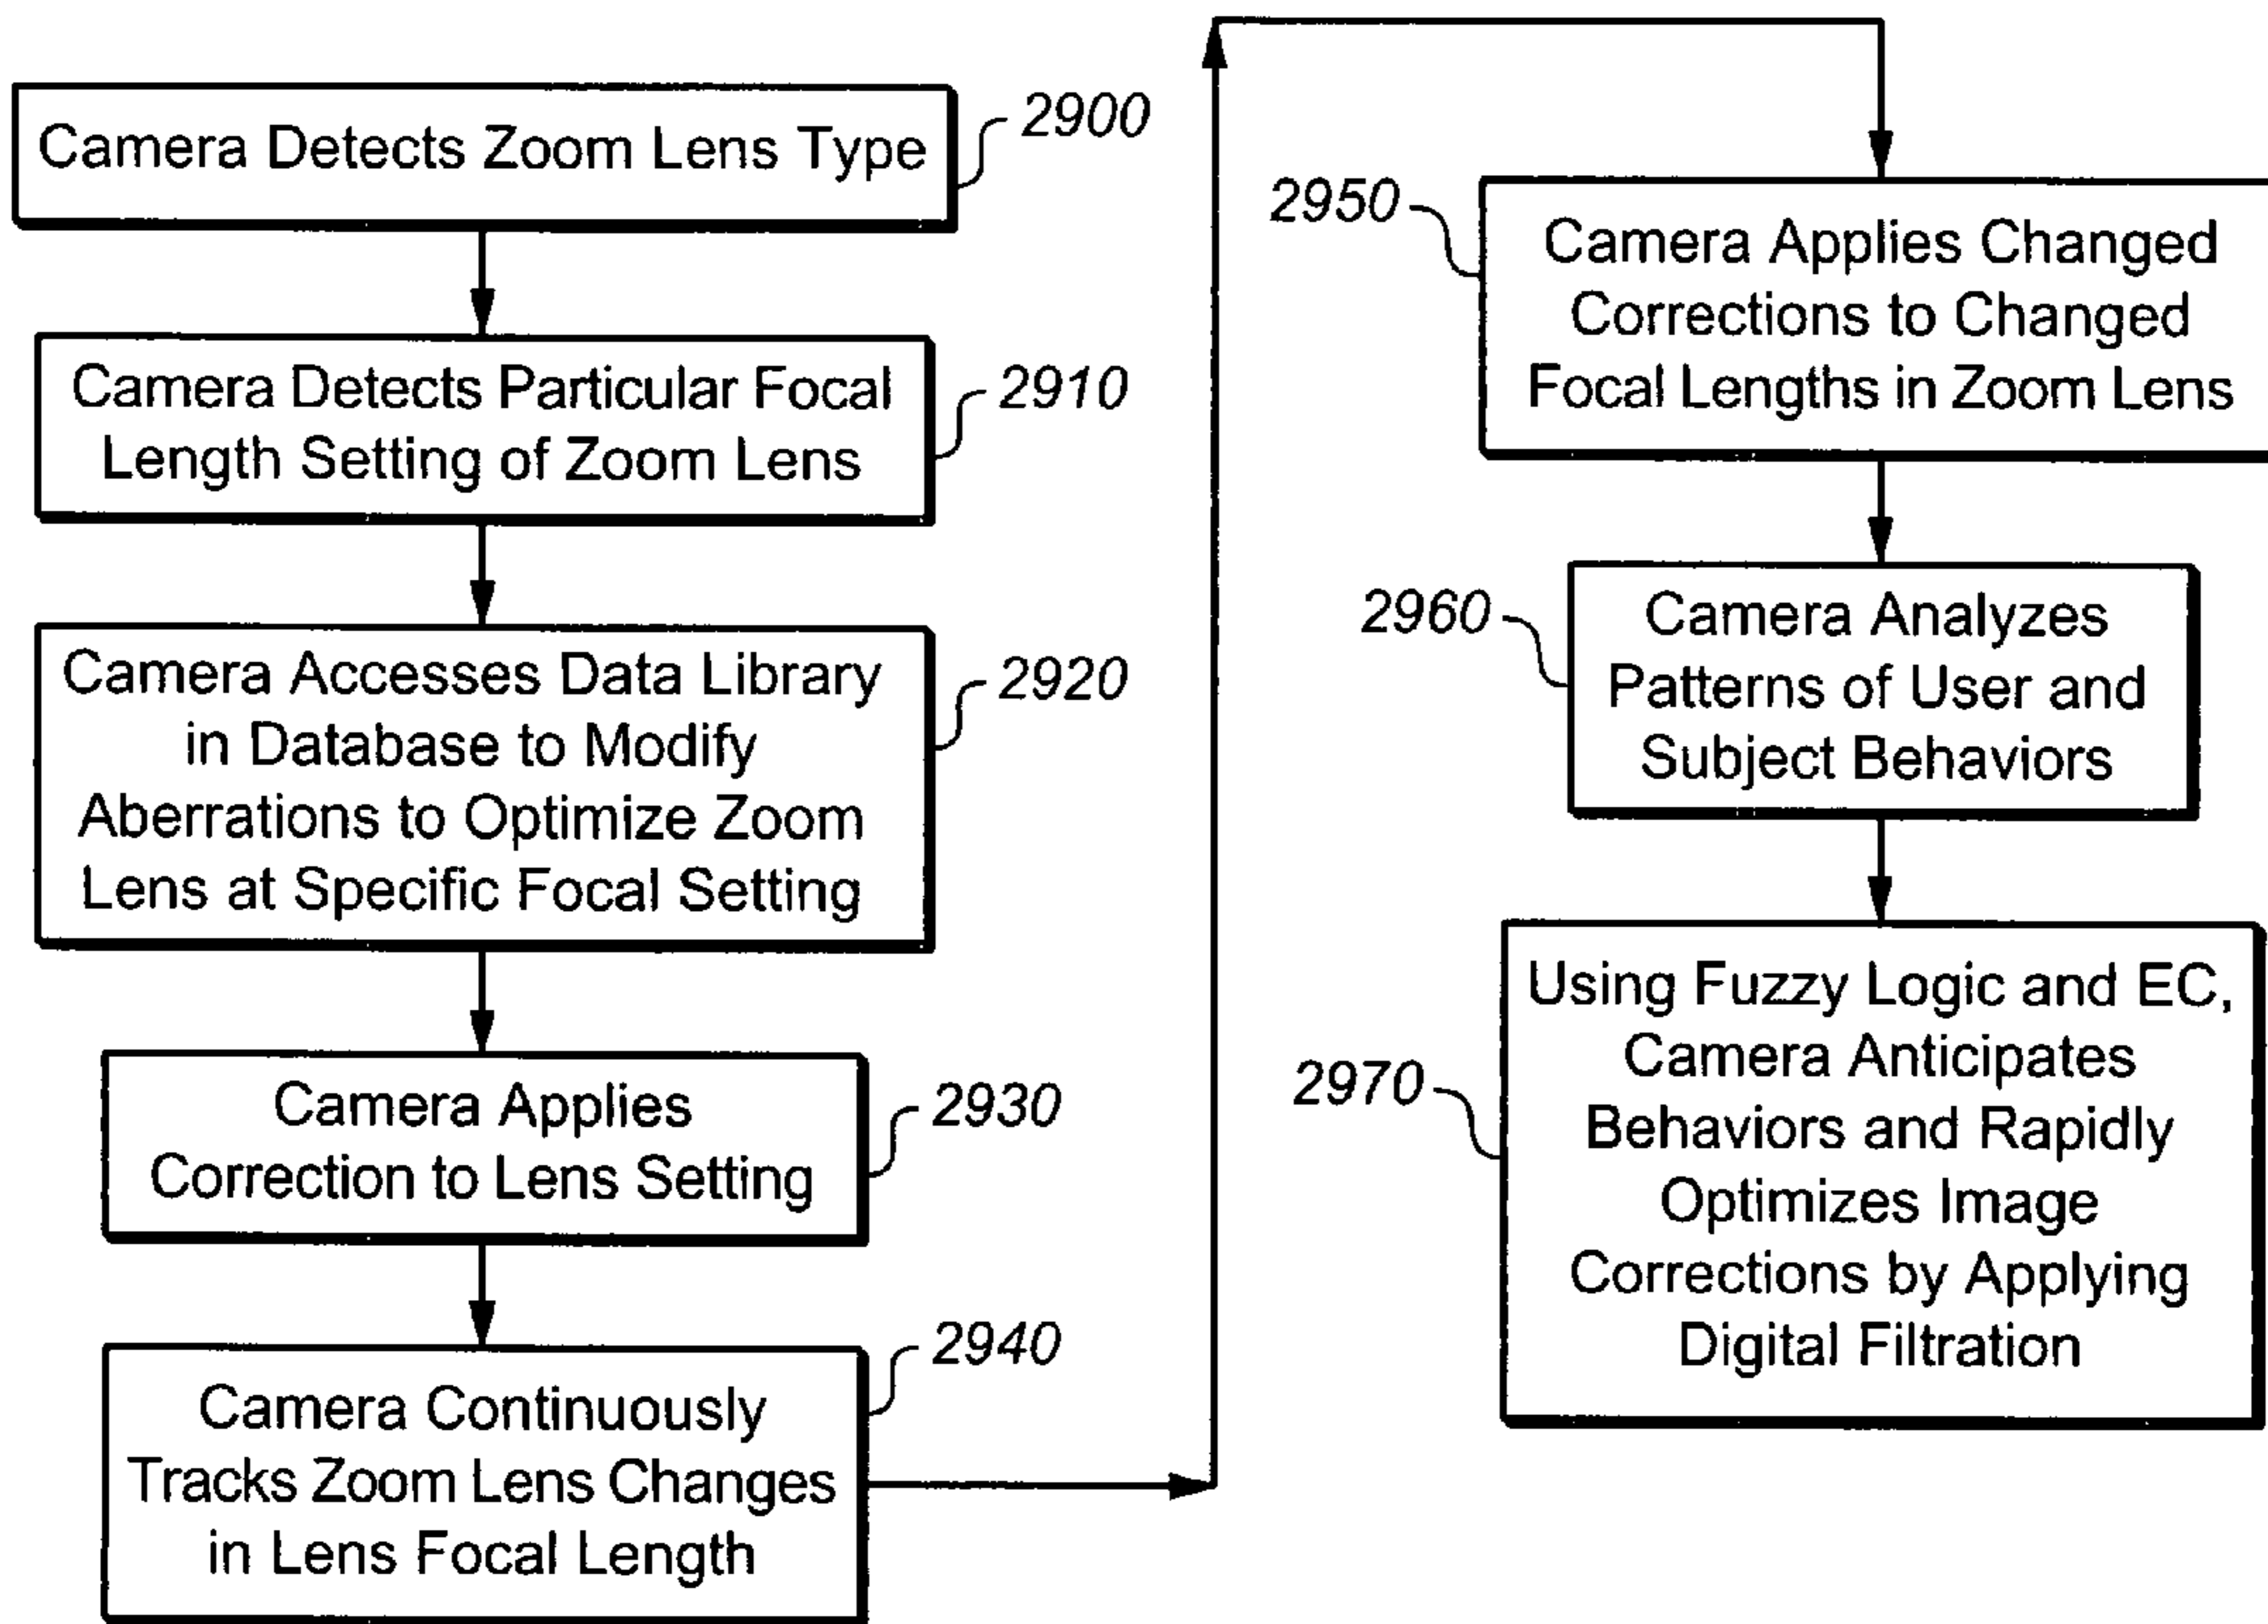 Camera Detects Zoom Lens Type
2900
Camera Detects Particular Focal
Length Setting of Zoom Lens
2910
Camera Accesses Data Library
in Database to Modify
Aberrations to Optimize Zoom
Lens at Specific Focal Setting
2920
Camera Applies
Correction to Lens Setting
2930
Camera Continuously
Tracks Zoom Lens Changes
in Lens Focal Length
2940
2950
Camera Applies Changed
Corrections to Changed
Focal Lengths in Zoom Lens
2960
Camera Analyzes
Patterns of User and
Subject Behaviors
2970
Using Fuzzy Logic and EC,
Camera Anticipates
Behaviors and Rapidly
Optimizes Image
Corrections by Applying
Digital Filtration